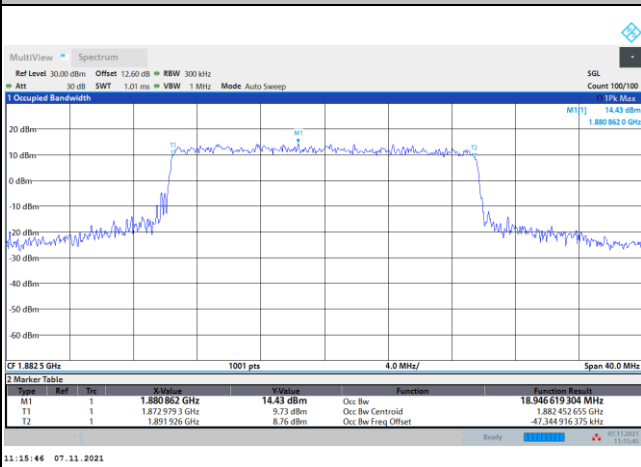 MultiView Spectrum
Ref Level 30.00 dBm Offset 12.60 dB RBW 300 kHz SGL
Att 30 dB SWT 1.01 ms VBW 1 MHz Mode Auto Sweep Count 100/100
1 Occupied Bandwidth 1Pk Max
M1[1] 14.43 dBm
1.880 862 0 GHz
20 dBm
T1 M1 T2
10 dBm
0 dBm
-10 dBm
-20 dBm
-30 dBm
-40 dBm
-50 dBm
-60 dBm
CF 1.882 5 GHz 1001 pts 4.0 MHz/ Span 40.0 MHz
2 Marker Table
Type Ref Trc X-Value Y-Value Function Function Result
M1 1 1.880 862 GHz 14.43 dBm Occ Bw 18.946 619 304 MHz
T1 1 1.872 979 3 GHz 9.73 dBm Occ Bw Centroid 1.882 452 655 GHz
T2 1 1.891 926 GHz 8.76 dBm Occ Bw Freq Offset -47.344 916 375 kHz
Ready 07.11.2021
11:15:45
11:15:46 07.11.2021